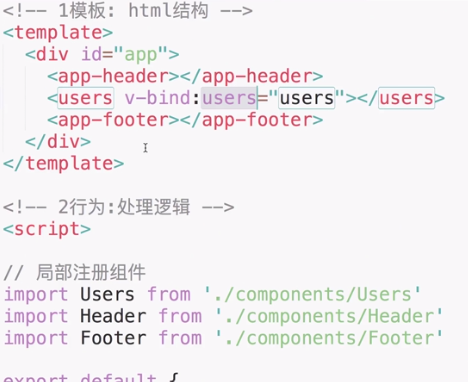 <!-- 1模板: html结构 -->
<template>
<div id="app">
<app-header></app-header>
<users v-bind:users="users"></users>
<app-footer></app-footer>
</div>
</template>
<!-- 2行为:处理逻辑 -->
<script>
// 局部注册组件
import Users from './components/Users'
import Header from './components/Header'
import Footer from './components/Footer'
export default {